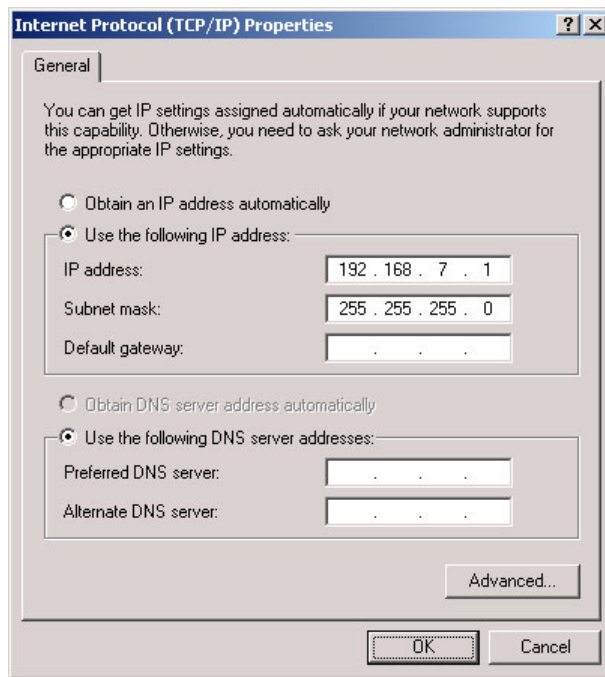 Internet Protocol (TCP/IP) Properties
General
You can get IP settings assigned automatically if your network supports
this capability. Otherwise, you need to ask your network administrator for
the appropriate IP settings.
Obtain an IP address automatically
Use the following IP address:
IP address: 192 . 168 . 7 . 1
Subnet mask: 255 . 255 . 255 . 0
Default gateway: . . .
Obtain DNS server address automatically
Use the following DNS server addresses:
Preferred DNS server: . . .
Alternate DNS server: . . .
Advanced...
OK Cancel